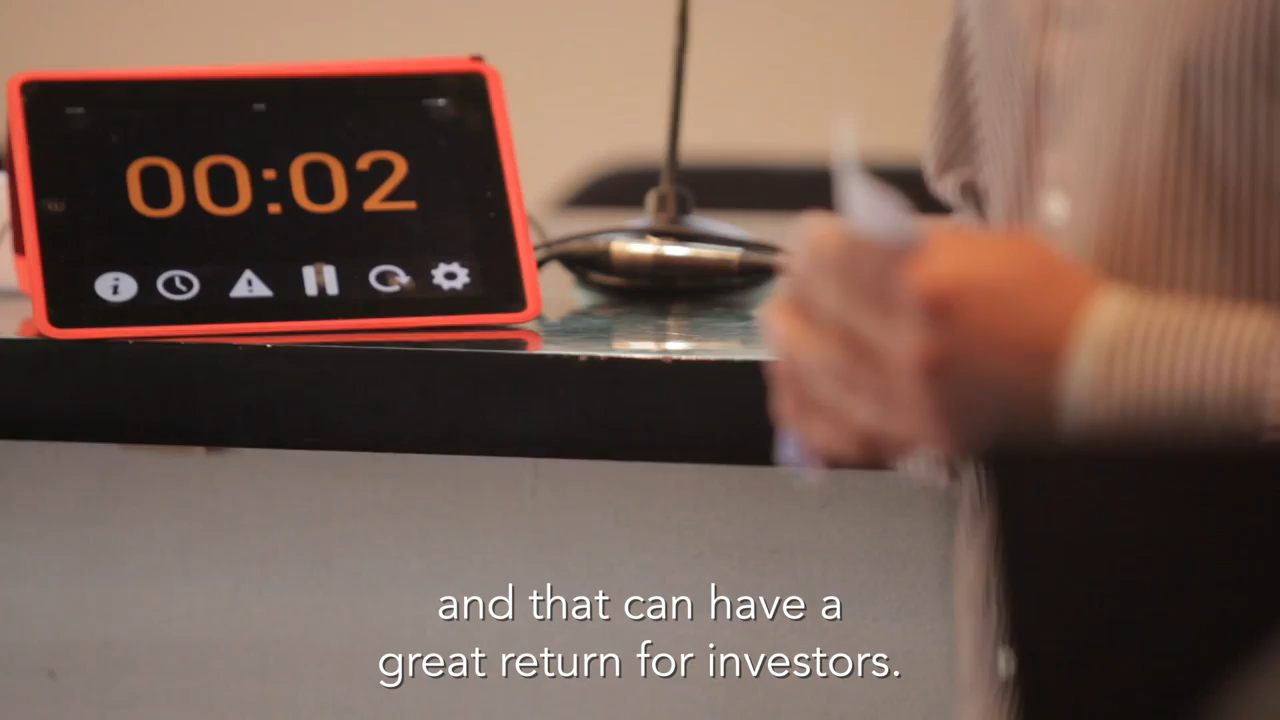 00:02
and that can have a
great return for investors.